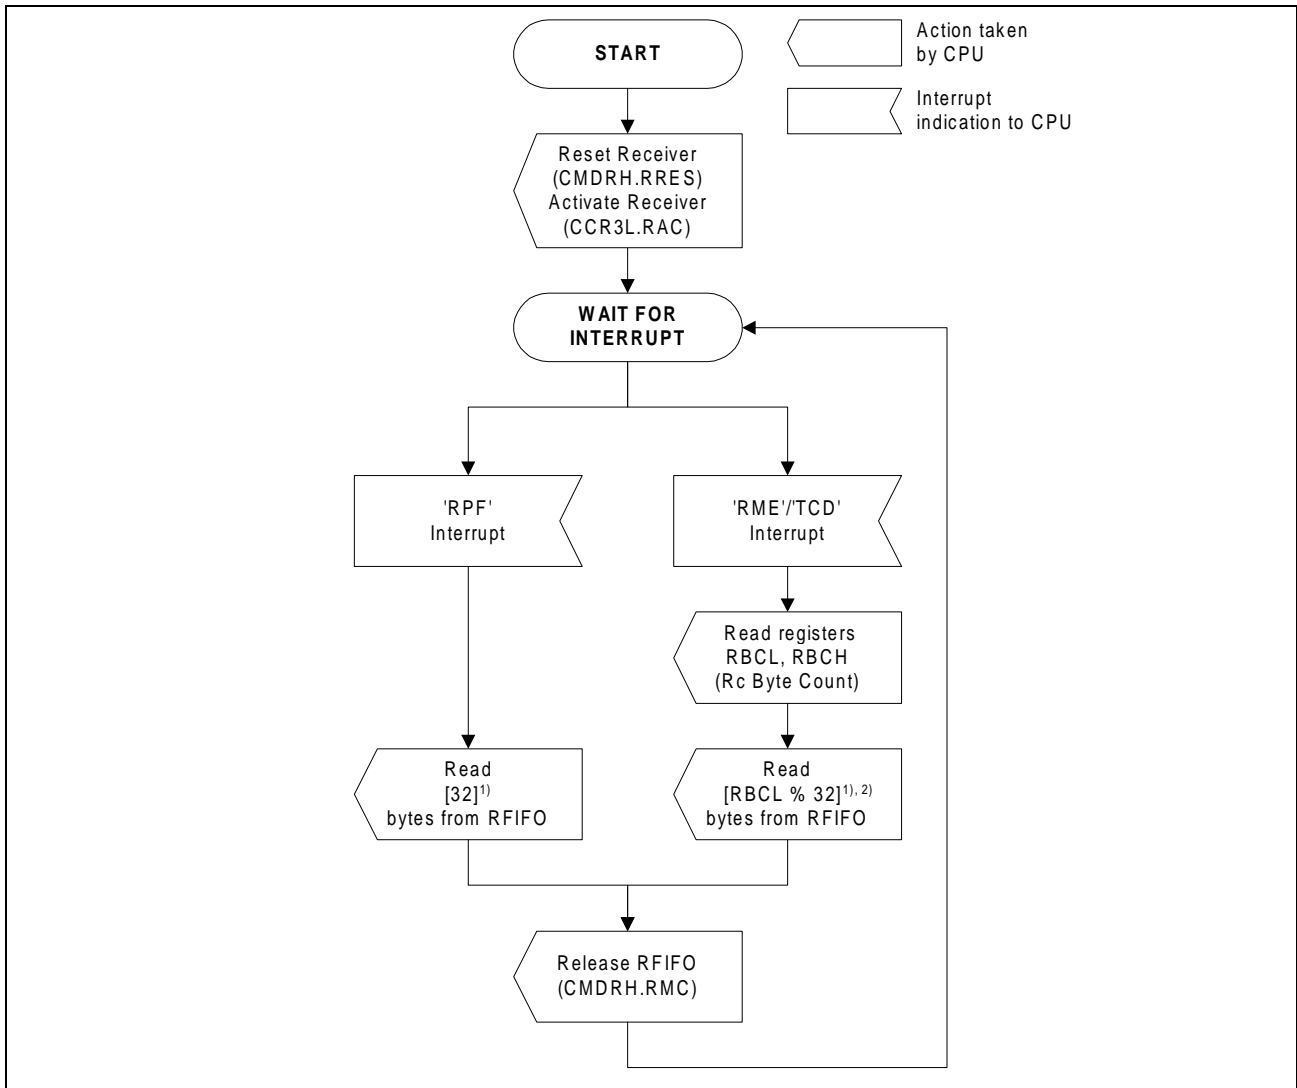 START
Action taken
by CPU
Interrupt
indication to CPU
Reset Receiver
(CMDRH.RRES)
Activate Receiver
(CCR3L.RAC)
WAIT FOR
INTERRUPT
'RPF'
Interrupt
'RME'/'TCD'
Interrupt
Read registers
RBCL, RBCH
(Rc Byte Count)
Read
[32]1)
bytes from RFIFO
Read
[RBCL % 32]1), 2)
bytes from RFIFO
Release RFIFO
(CMDRH.RMC)